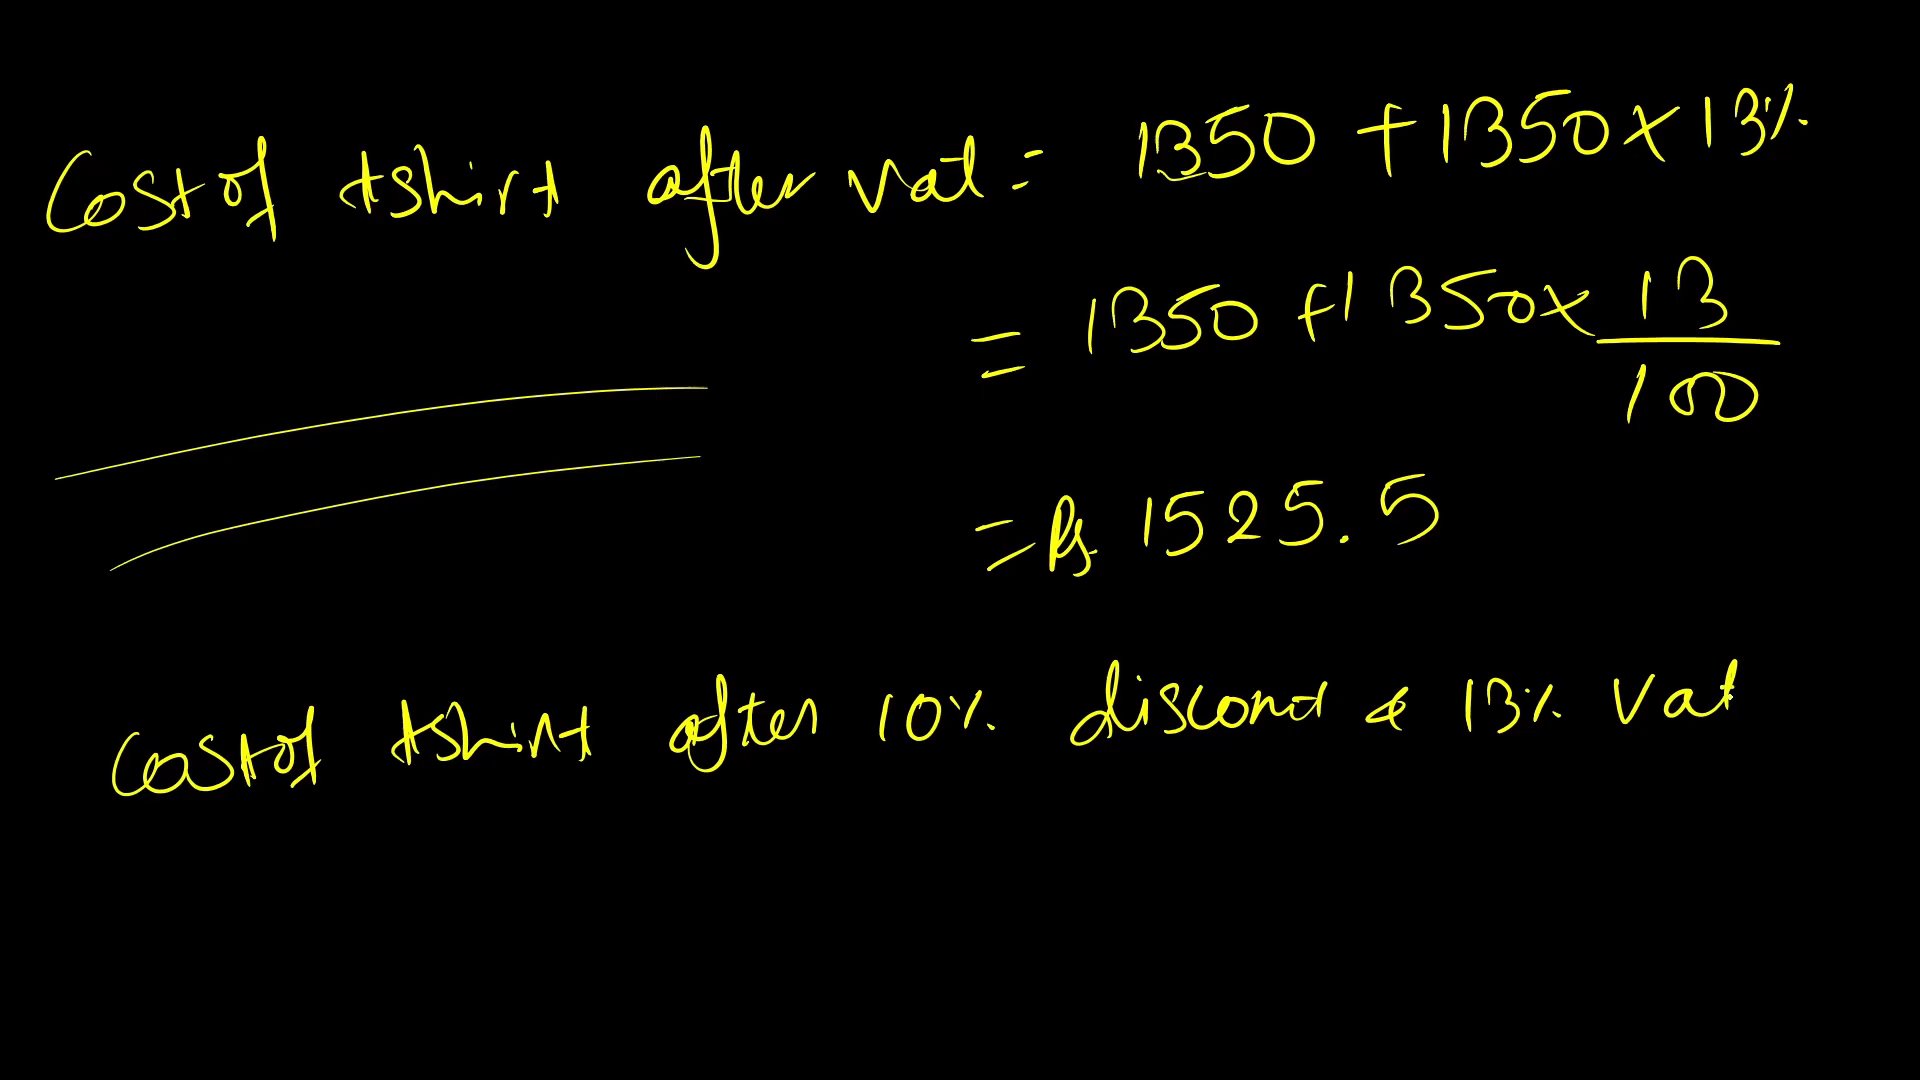 Cost of tshirt after vat = 1350 + 1350 x 13%
= 1350 + 1350 x 13/100
= Rs 1525.5
Cost of tshirt after 10% discont & 13% vat